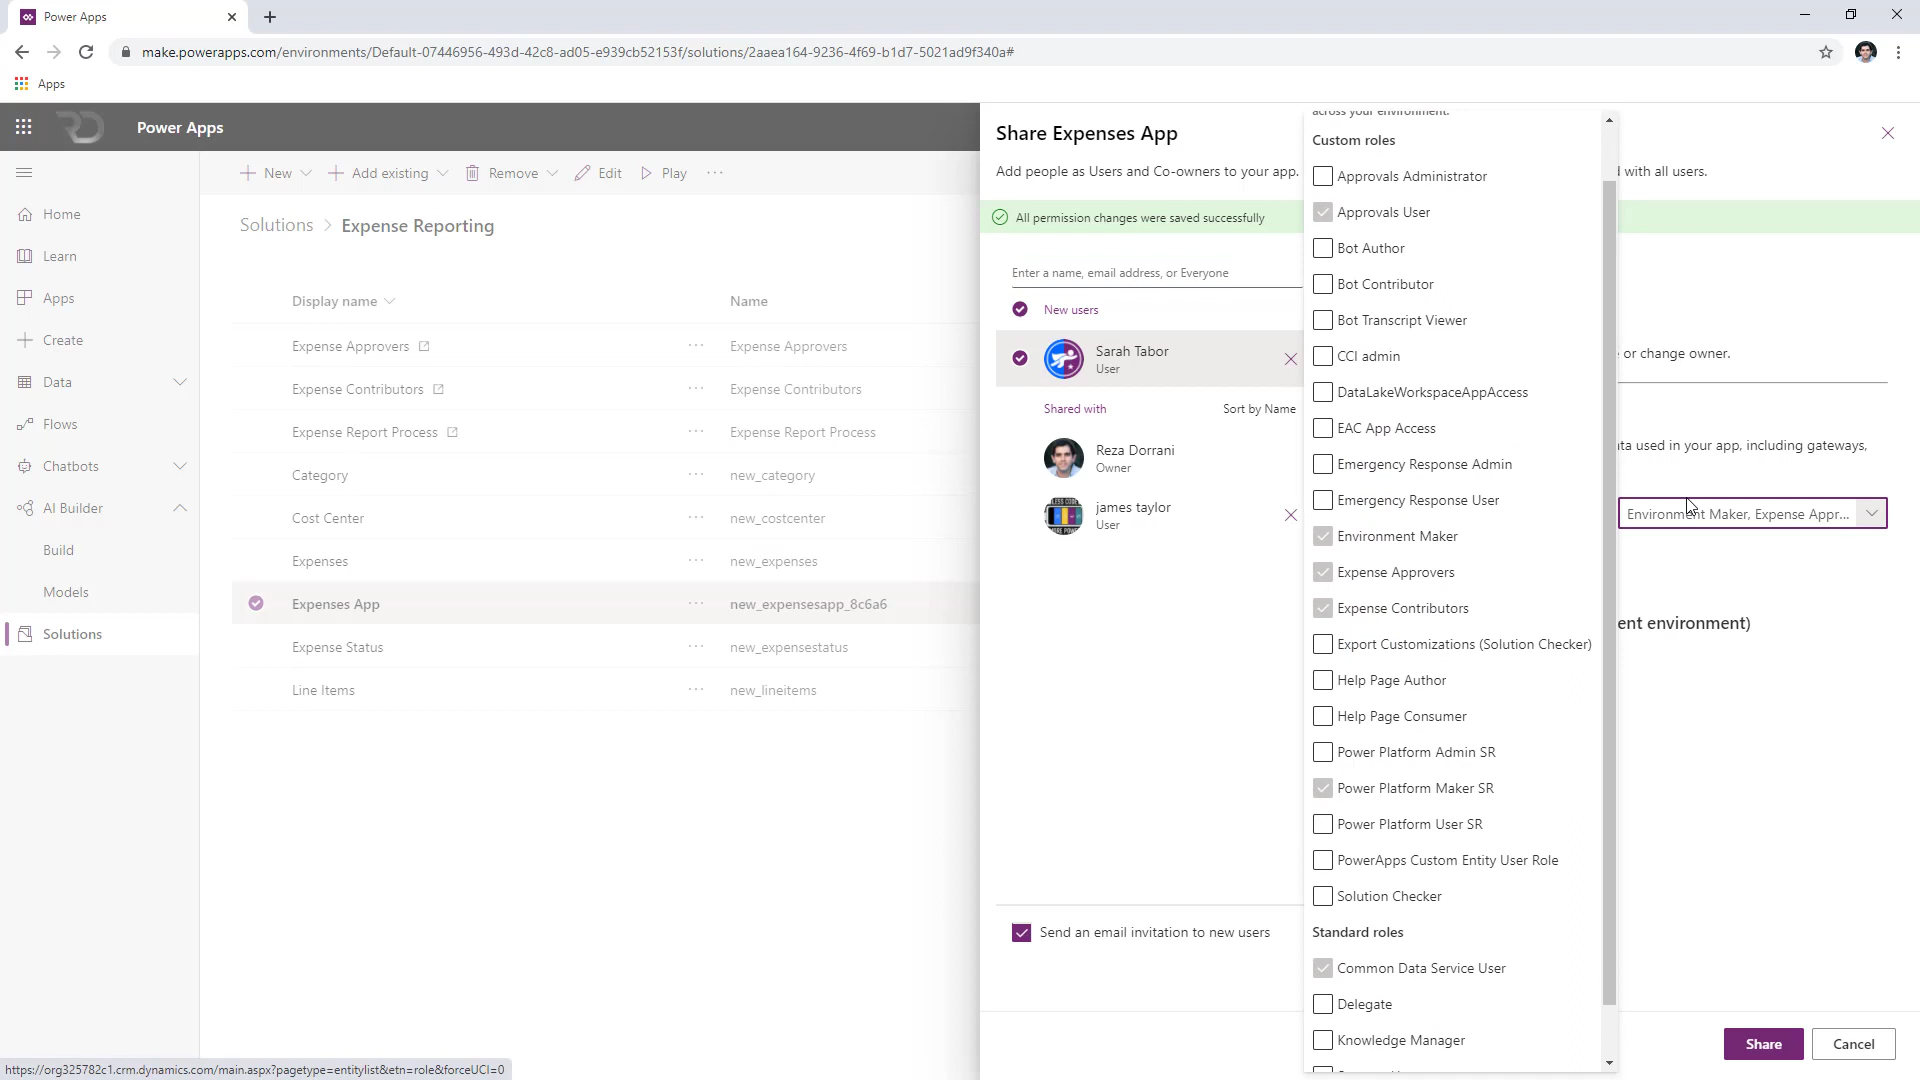 Power Apps
make.powerapps.com/environments/Default-07446956-493d-42c8-ad05-e939cb52153f/solutions/2aaea164-9236-4f69-b1d7-5021ad9f340a#
Apps
Power Apps
Home
Learn
Apps
Create
Data
Flows
Chatbots
AI Builder
Build
Models
Solutions
New
Add existing
Remove
Edit
Play
Solutions > Expense Reporting
Display name
Name
Expense Approvers
Expense Approvers
Expense Contributors
Expense Contributors
Expense Report Process
Expense Report Process
Category
new_category
Cost Center
new_costcenter
Expenses
new_expenses
Expenses App
new_expensesapp_8c6a6
Expense Status
new_expensestatus
Line Items
new_lineitems
Share Expenses App
Add people as Users and Co-owners to your app.
with all users.
All permission changes were saved successfully
Enter a name, email address, or Everyone
New users
Sarah Tabor
User
Shared with
Sort by Name
Reza Dorrani
Owner
james taylor
User
Send an email invitation to new users
across your environment.
Custom roles
Approvals Administrator
Approvals User
Bot Author
Bot Contributor
Bot Transcript Viewer
CCI admin
DataLakeWorkspaceAppAccess
EAC App Access
Emergency Response Admin
Emergency Response User
Environment Maker
Expense Approvers
Expense Contributors
Export Customizations (Solution Checker)
Help Page Author
Help Page Consumer
Power Platform Admin SR
Power Platform Maker SR
Power Platform User SR
PowerApps Custom Entity User Role
Solution Checker
Standard roles
Common Data Service User
Delegate
Knowledge Manager
or change owner.
ata used in your app, including gateways,
Environment Maker, Expense Appr...
ent environment)
Share
Cancel
https://org325782c1.crm.dynamics.com/main.aspx?pagetype=entitylist&etn=role&forceUCI=0